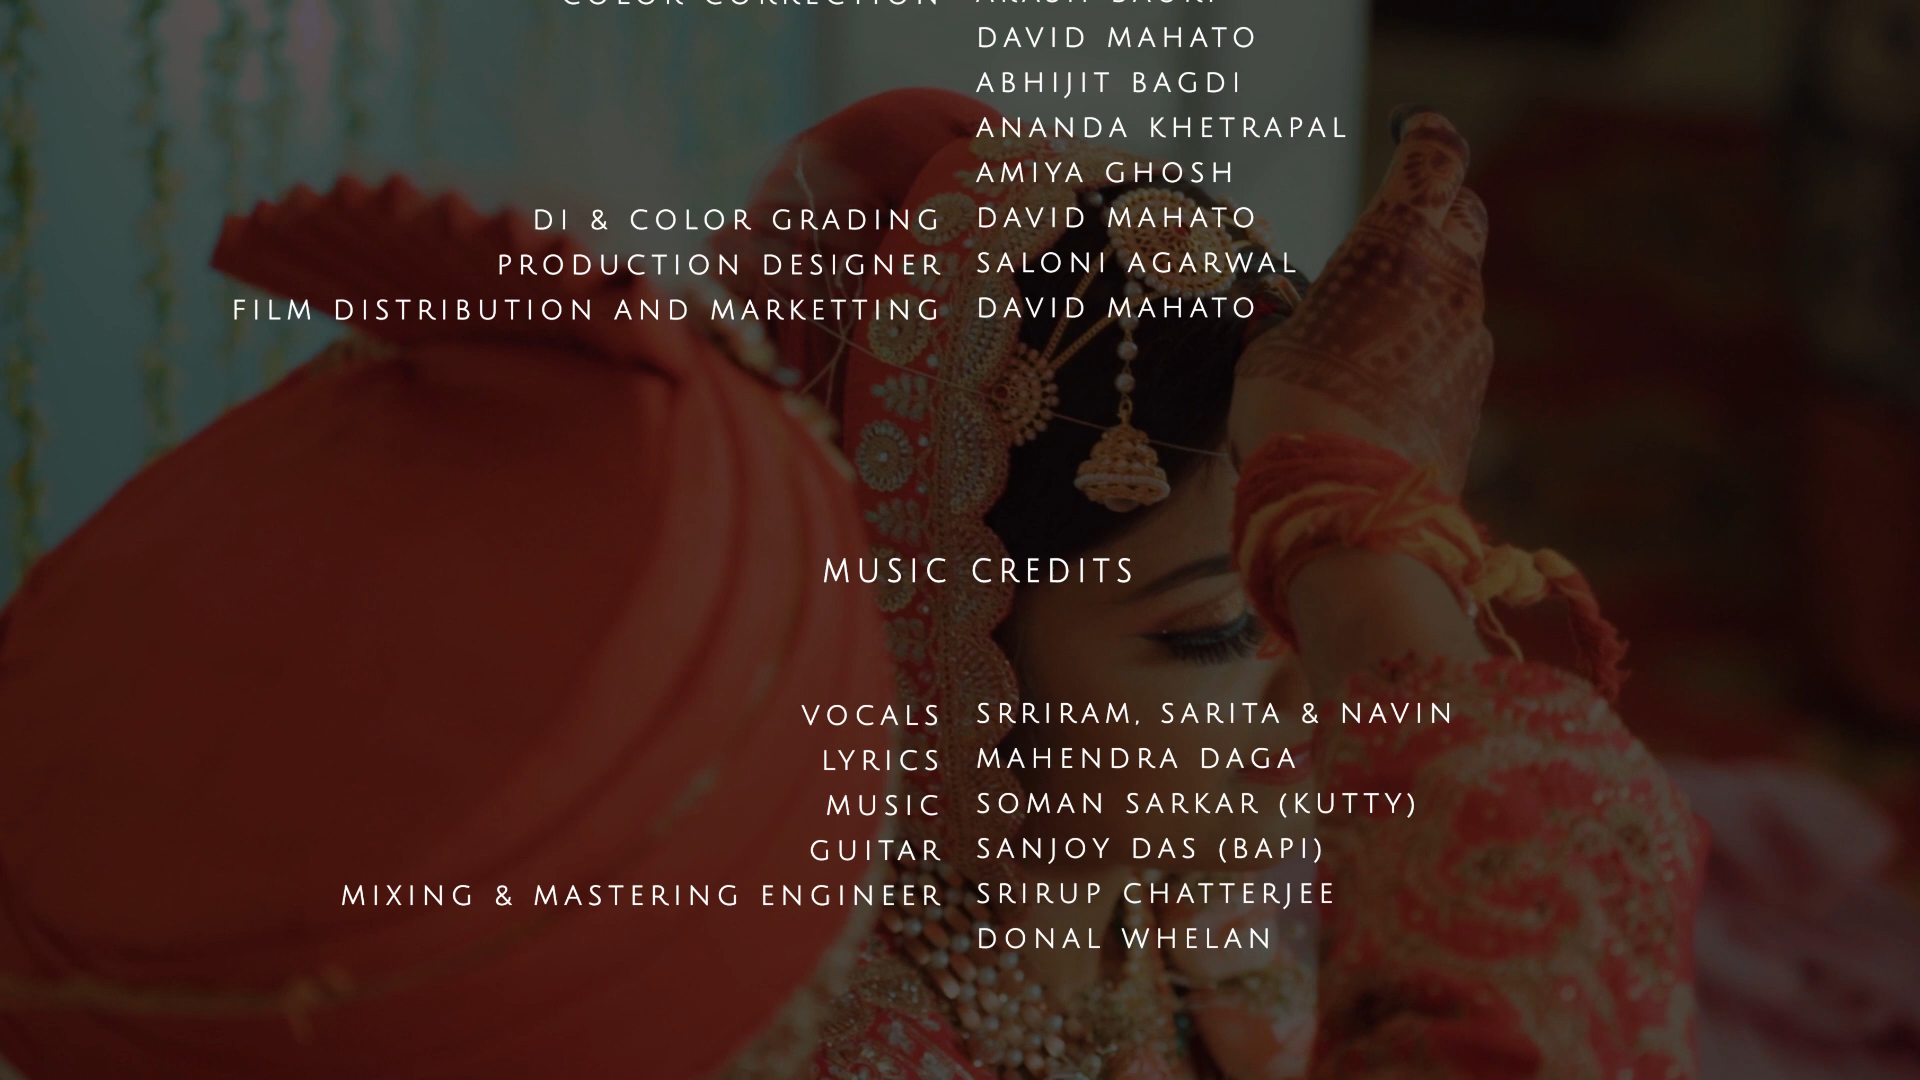 COLOR CORRECTION
DAVID MAHATO
ABHIJIT BAGDI
ANANDA KHETRAPAL
AMIYA GHOSH
DI & COLOR GRADING DAVID MAHATO
PRODUCTION DESIGNER SALONI AGARWAL
FILM DISTRIBUTION AND MARKETTING DAVID MAHATO
MUSIC CREDITS
VOCALS SRRIRAM, SARITA & NAVIN
LYRICS MAHENDRA DAGA
MUSIC SOMAN SARKAR (KUTTY)
GUITAR SANJOY DAS (BAPI)
MIXING & MASTERING ENGINEER SRIRUP CHATTERJEE
DONAL WHELAN